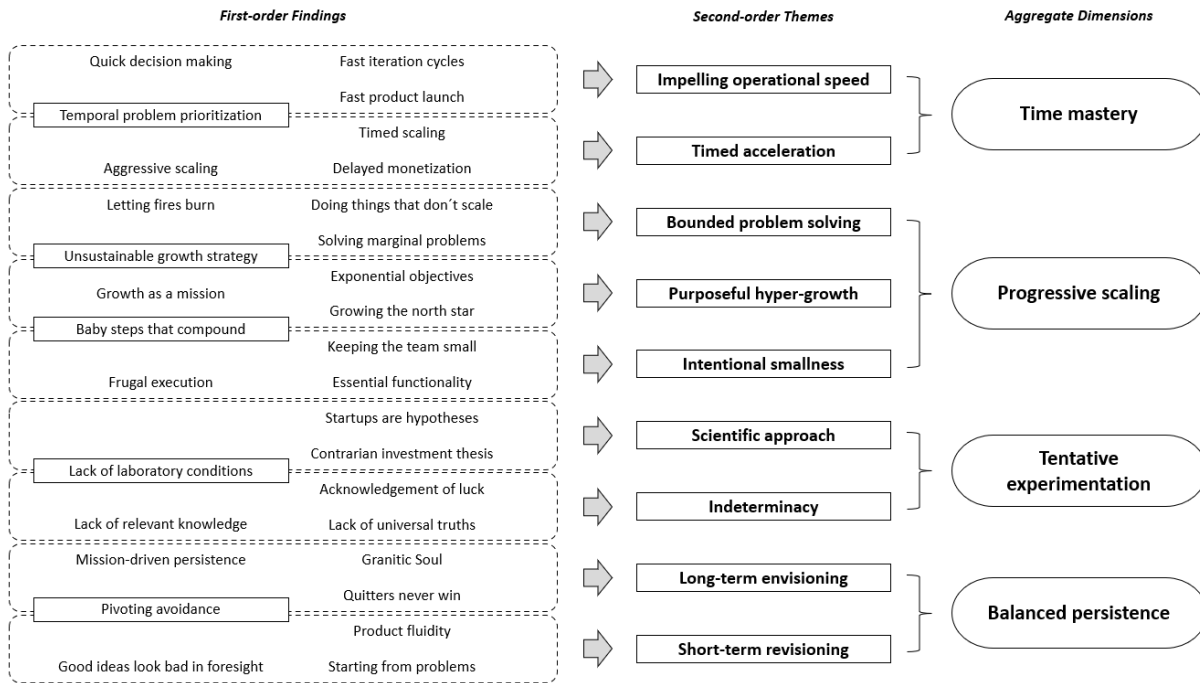 First-order Findings
Second-order Themes
Aggregate Dimensions
Quick decision making
Fast iteration cycles
Fast product launch
Temporal problem prioritization
Timed scaling
Aggressive scaling
Delayed monetization
Letting fires burn
Doing things that don´t scale
Solving marginal problems
Unsustainable growth strategy
Exponential objectives
Growth as a mission
Growing the north star
Baby steps that compound
Keeping the team small
Frugal execution
Essential functionality
Startups are hypotheses
Contrarian investment thesis
Lack of laboratory conditions
Acknowledgement of luck
Lack of relevant knowledge
Lack of universal truths
Mission-driven persistence
Granitic Soul
Quitters never win
Pivoting avoidance
Product fluidity
Good ideas look bad in foresight
Starting from problems
Impelling operational speed
Timed acceleration
Bounded problem solving
Purposeful hyper-growth
Intentional smallness
Scientific approach
Indeterminacy
Long-term envisioning
Short-term revisioning
Time mastery
Progressive scaling
Tentative
experimentation
Balanced persistence